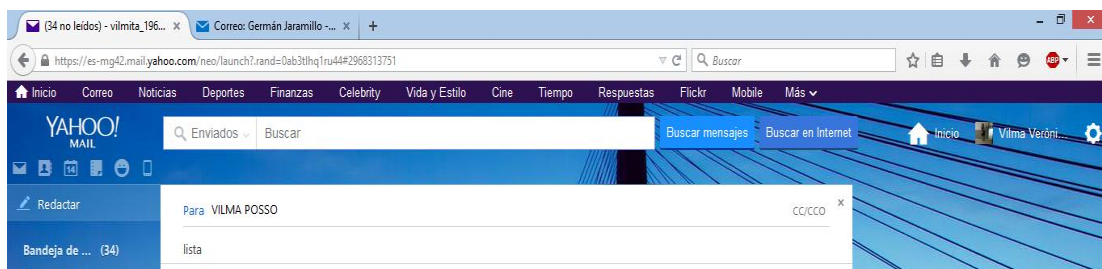 (34 no leídos) - vilmita_196... × Correo: Germán Jaramillo -... × +
https://es-mg42.mail.yahoo.com/neo/launch?.rand=0ab3tlhq1ru44#2968313751 Buscar ABP
Inicio Correo Noticias Deportes Finanzas Celebrity Vida y Estilo Cine Tiempo Respuestas Flickr Mobile Más
YAHOO! Enviados Buscar Buscar mensajes Buscar en Internet Inicio Vilma Veróni...
MAIL
14
Redactar Para VILMA POSSO CC/CCO x
Bandeja de ... (34) lista